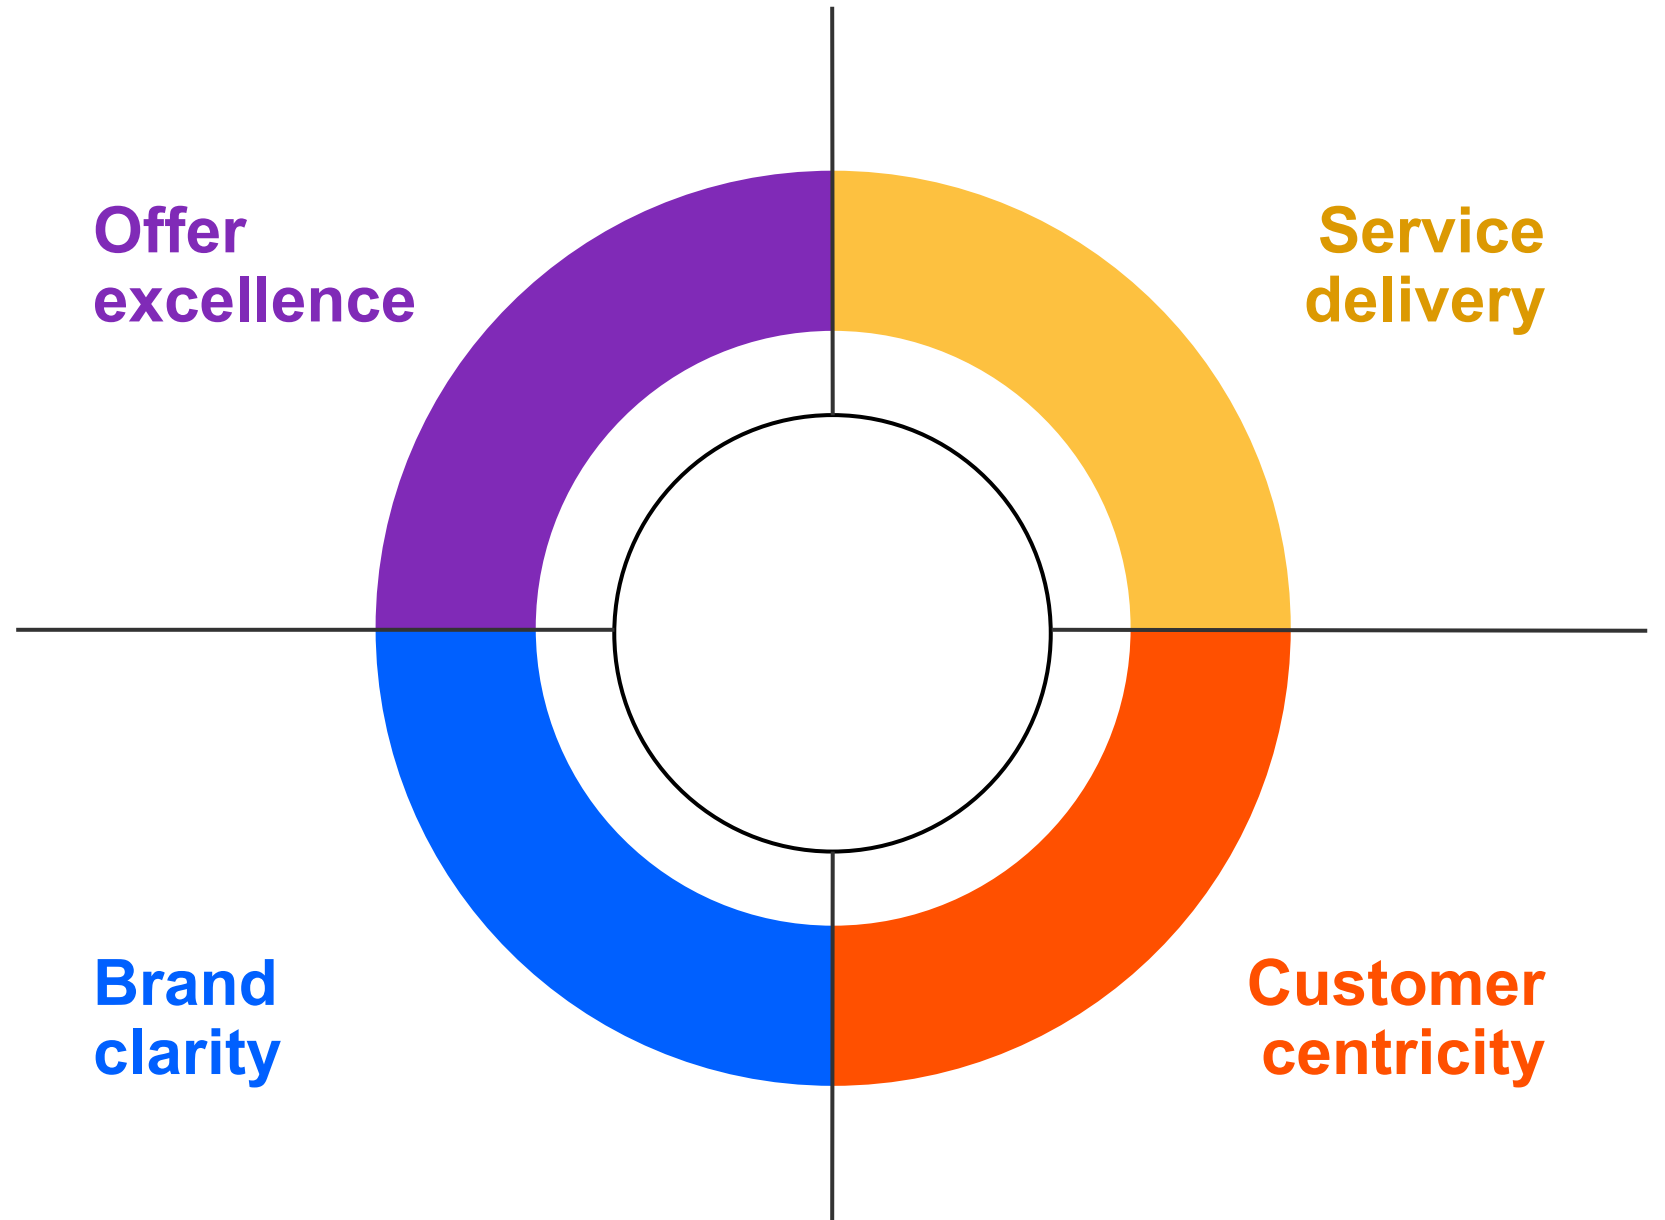 Offer
excellence
Service
delivery
Brand
clarity
Customer
centricity